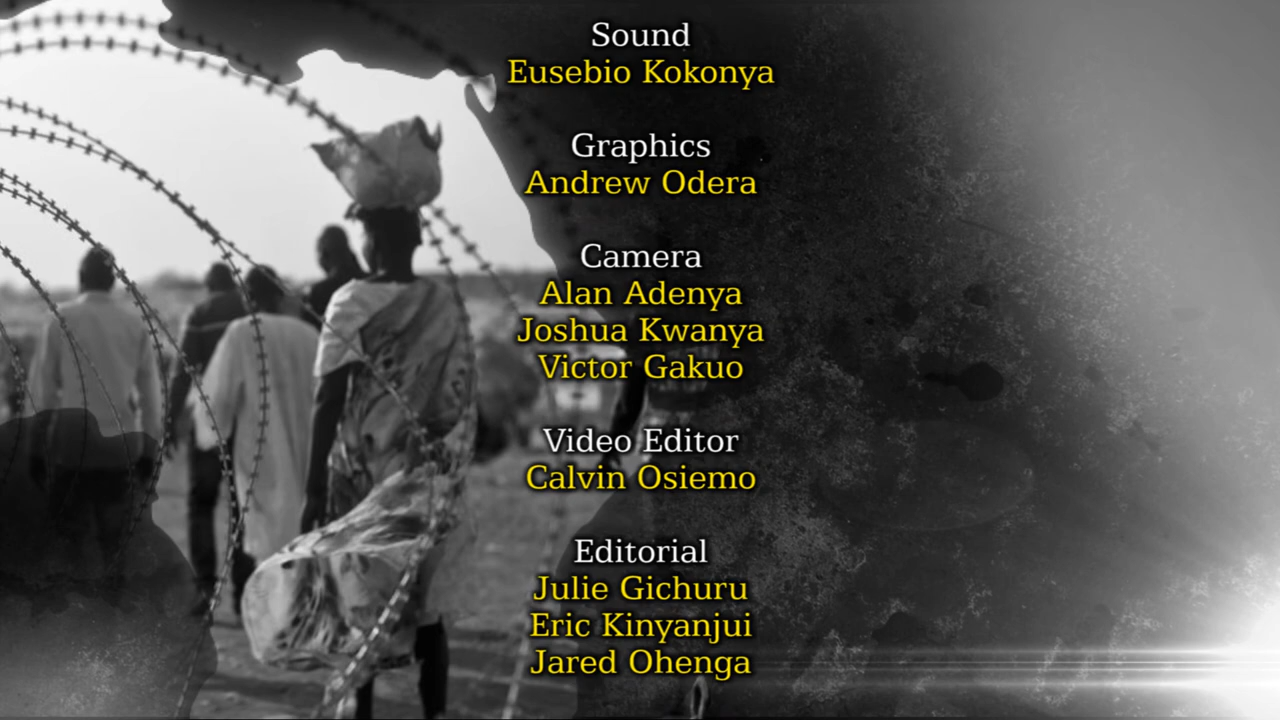 Sound
Eusebio Kokonya
Graphics
Andrew Odera
Camera
Alan Adenya
Joshua Kwanya
Victor Gakuo
Video Editor
Calvin Osiemo
Editorial
Julie Gichuru
Eric Kinyanjui
Jared Ohenga